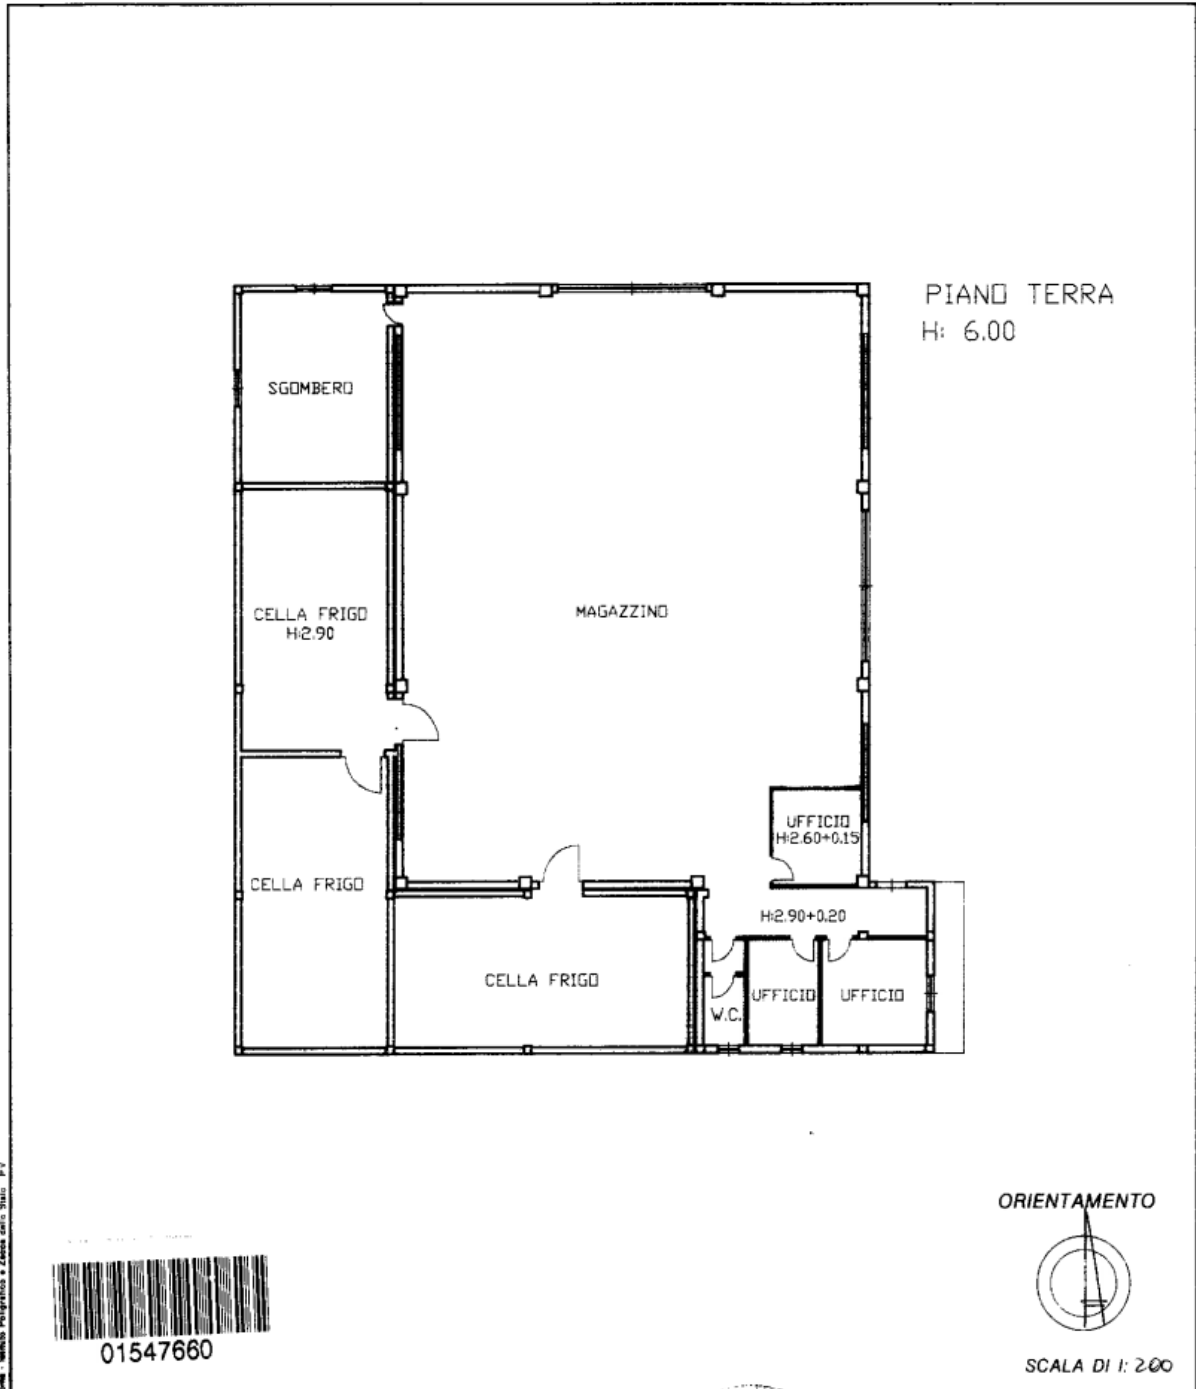 PIANO TERRA
H: 6.00
SGOMBERO
CELLA FRIGO
H:2.90
MAGAZZINO
UFFICIO
H:2.60+0.15
CELLA FRIGO
H:2.90+0.20
CELLA FRIGO
UFFICIO
UFFICIO
W.C.
ORIENTAMENTO
01547660
SCALA DI 1: 200